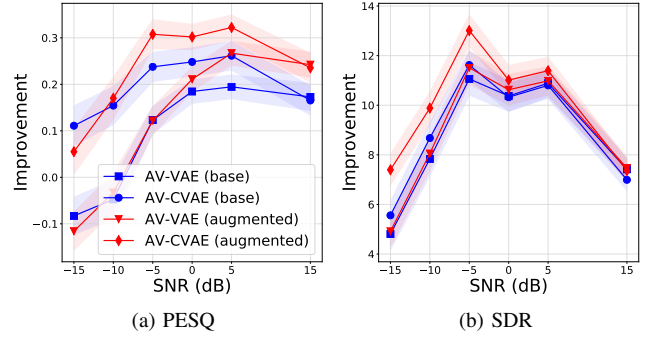 0.3
0.2
0.1
0.0
−0.1
Improvement
AV-VAE (base)
AV-CVAE (base)
AV-VAE (augmented)
AV-CVAE (augmented)
−15 −10 −5 0 5 15
SNR (dB)
(a) PESQ
14
12
10
8
6
4
Improvement
−15 −10 −5 0 5 15
SNR (dB)
(b) SDR